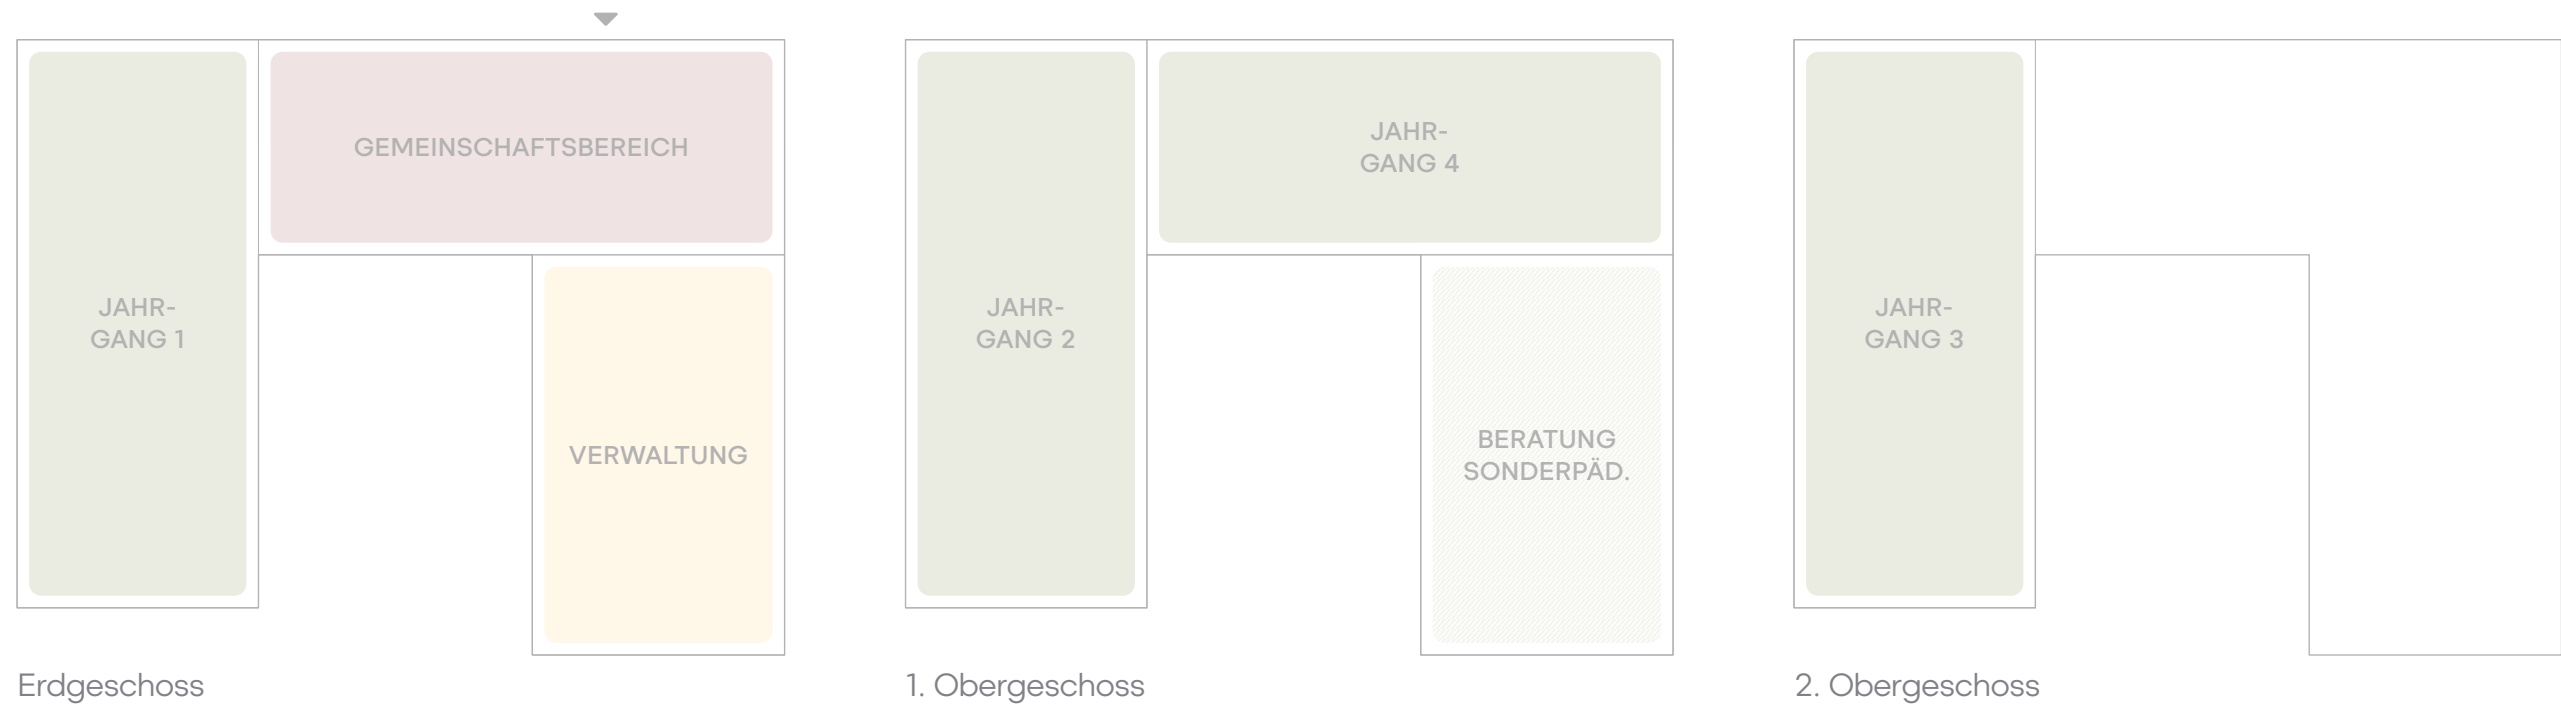 GEMEINSCHAFTSBEREICH
JAHR-
GANG 1
VERWALTUNG
Erdgeschoss
JAHR-
GANG 4
JAHR-
GANG 2
BERATUNG
SONDERPÄD.
1. Obergeschoss
JAHR-
GANG 3
2. Obergeschoss